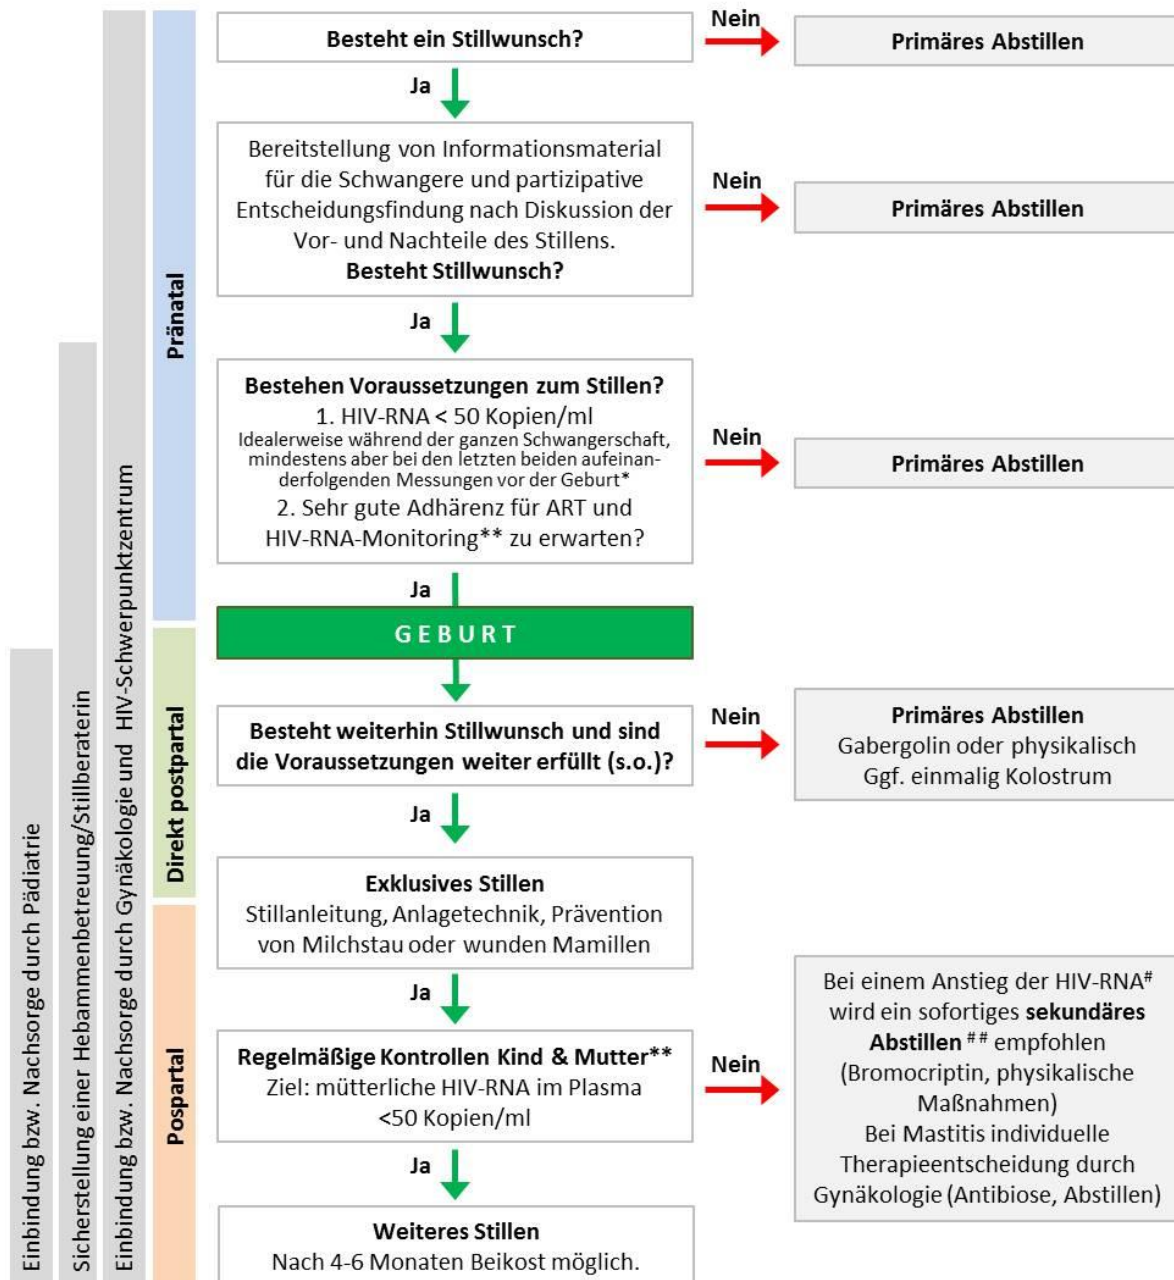 Besteht ein Stillwunsch?
Nein
Primäres Abstillen
Ja
Bereitstellung von Informationsmaterial
für die Schwangere und partizipative
Entscheidungsfindung nach Diskussion der
Vor- und Nachteile des Stillens.
Besteht Stillwunsch?
Nein
Primäres Abstillen
Ja
Bestehen Voraussetzungen zum Stillen?
1. HIV-RNA < 50 Kopien/ml
Idealerweise während der ganzen Schwangerschaft,
mindestens aber bei den letzten beiden aufeinan-
derfolgenden Messungen vor der Geburt*
2. Sehr gute Adhärenz für ART und
HIV-RNA-Monitoring** zu erwarten?
Nein
Primäres Abstillen
Ja
GEBURT
Besteht weiterhin Stillwunsch und sind
die Voraussetzungen weiter erfüllt (s.o.)?
Nein
Primäres Abstillen
Gabergolin oder physikalisch
Ggf. einmalig Kolostrum
Ja
Exklusives Stillen
Stillanleitung, Anlagetechnik, Prävention
von Milchstau oder wunden Mamillen
Ja
Regelmäßige Kontrollen Kind & Mutter**
Ziel: mütterliche HIV-RNA im Plasma
<50 Kopien/ml
Nein
Bei einem Anstieg der HIV-RNA#
wird ein sofortiges sekundäres
Abstillen ## empfohlen
(Bromocriptin, physikalische
Maßnahmen)
Bei Mastitis individuelle
Therapieentscheidung durch
Gynäkologie (Antibiose, Abstillen)
Ja
Weiteres Stillen
Nach 4-6 Monaten Beikost möglich.
Einbindung bzw. Nachsorge durch Pädiatrie
Sicherstellung einer Hebammenbetreuung/Stillberaterin
Einbindung bzw. Nachsorge durch Gynäkologie und HIV-Schwerpunktzentrum
Pränatal
Direkt postpartal
Pospartal